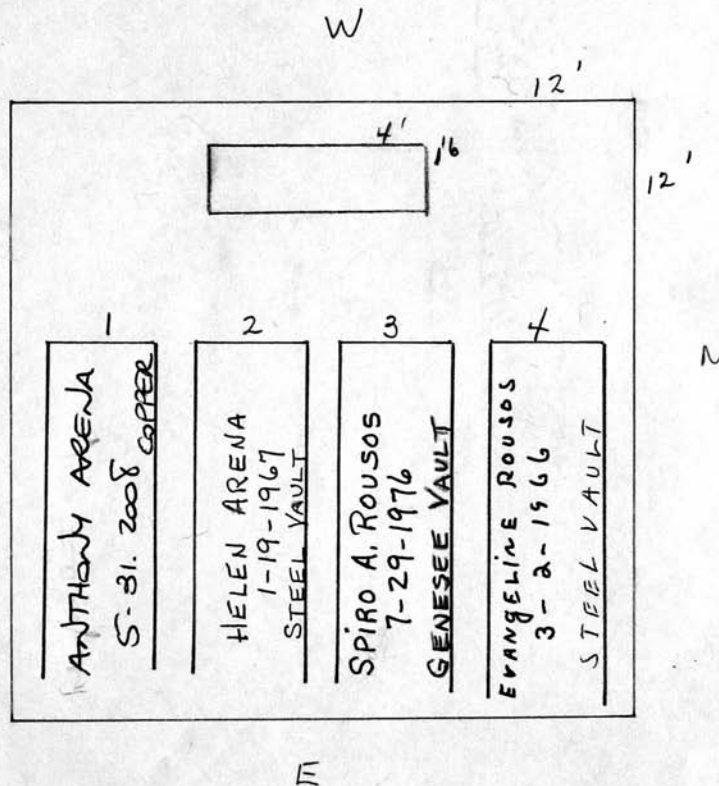 W
12'
4'
1'6
12'
1
2
3
4
N
ANTHONY ARENA
5-31. 2008
COPPER
HELEN ARENA
1-19-1967
STEEL VAULT
SPIRO A. ROUSOS
7-29-1976
GENESEE VAULT
EVANGELINE ROUSOS
3-2-1966
STEEL VAULT
E